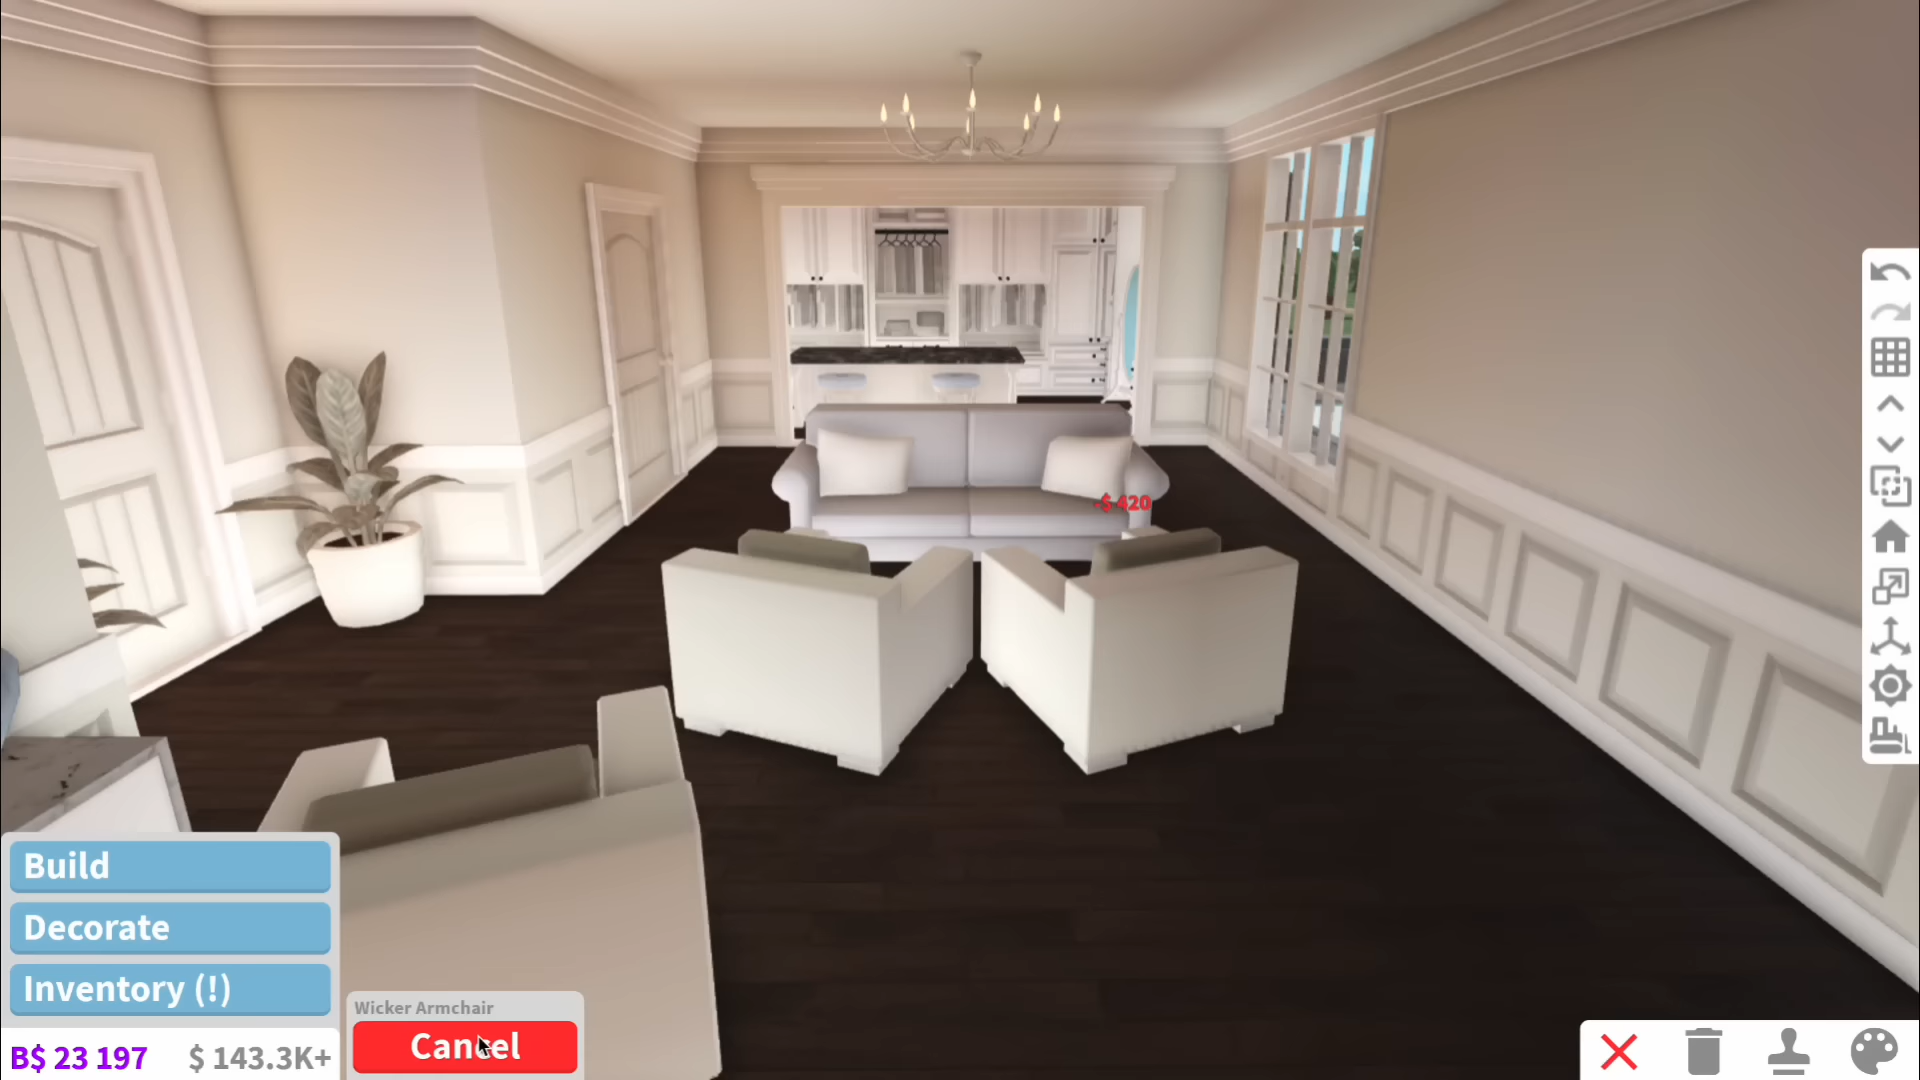 -$ 420
Build
Decorate
Inventory (!)
Wicker Armchair
Cancel
B$ 23 197 $ 143.3K+